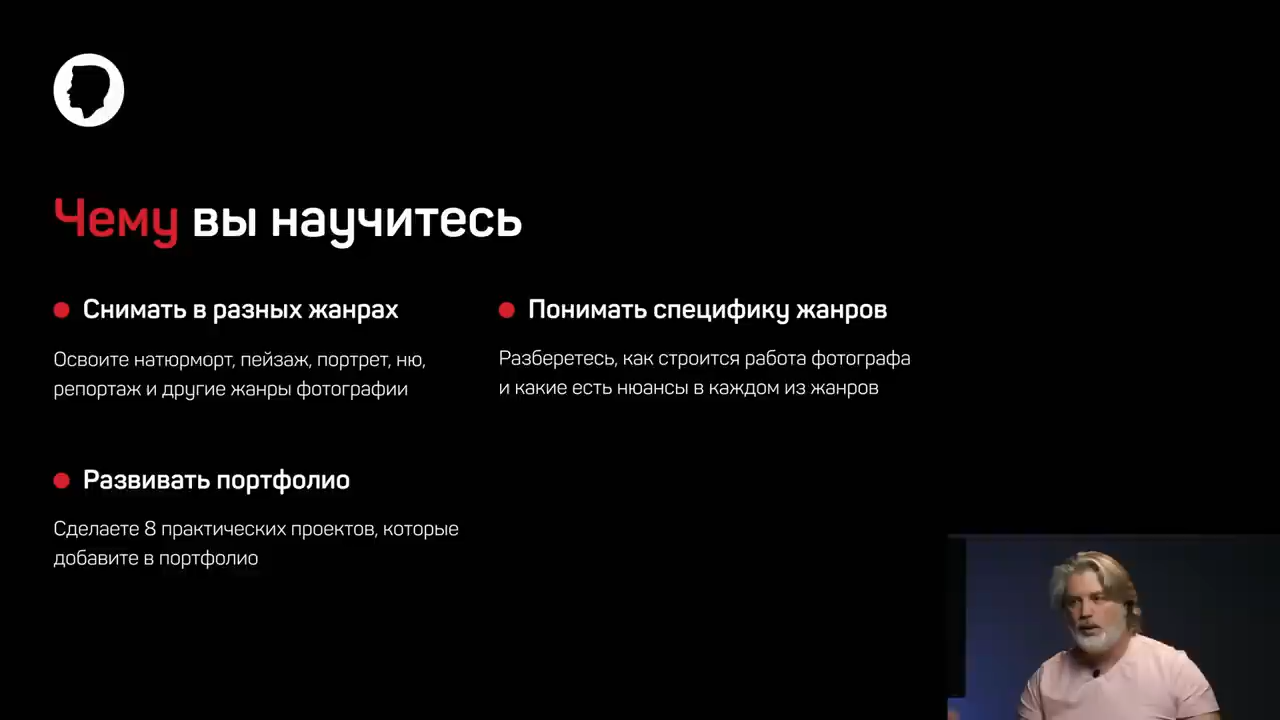 Чему вы научитесь
Снимать в разных жанрах
Освоите натюрморт, пейзаж, портрет, ню,
репортаж и другие жанры фотографии
Понимать специфику жанров
Разберетесь, как строится работа фотографа
и какие есть нюансы в каждом из жанров
Развивать портфолио
Сделаете 8 практических проектов, которые
добавите в портфолио